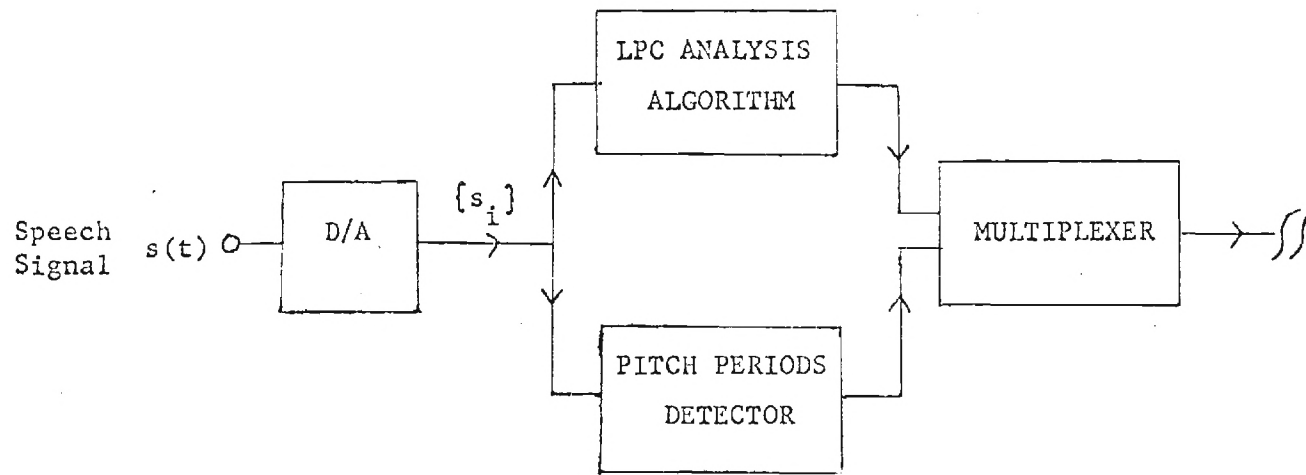 LPC ANALYSIS
ALGORITHM
Speech
Signal
s(t)
D/A
{s_i}
MULTIPLEXER
PITCH PERIODS
DETECTOR